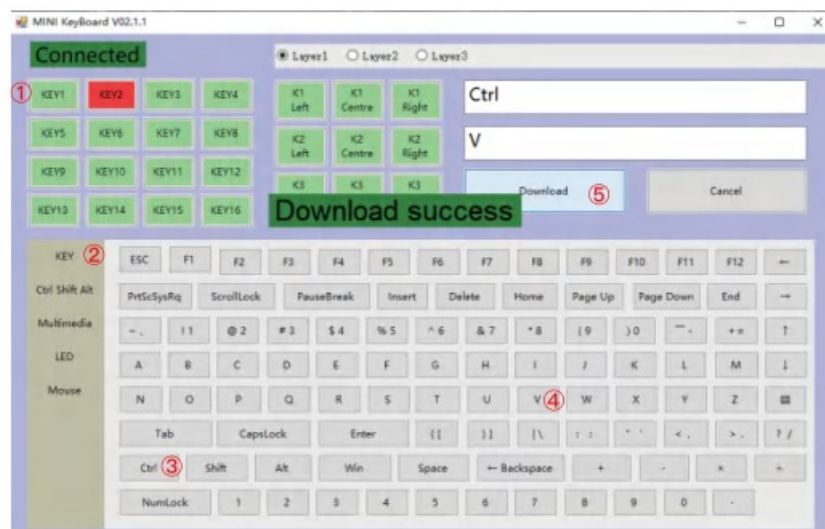 MINI KeyBoard V02.1.1
Connected
Layer1 Layer2 Layer3
① KEY1 KEY2 KEY3 KEY4
K1 Left K1 Centre K1 Right
Ctrl
KEY5 KEY6 KEY7 KEY8
K2 Left K2 Centre K2 Right
V
KEY9 KEY10 KEY11 KEY12
K3 K3 K3
Download ⑤ Cancel
KEY13 KEY14 KEY15 KEY16
Download success
KEY ②
Ctrl Shift Alt
Multimedia
LED
Mouse
ESC F1 F2 F3 F4 F5 F6 F7 F8 F9 F10 F11 F12 ←
PrtScSysRq ScrollLock PauseBreak Insert Delete Home Page Up Page Down End →
! 1 @ 2 # 3 $ 4 % 5 ^ 6 & 7 * 8 ( 9 ) 0 + = ↑
A B C D E F G H I J K L M ↓
N O P Q R S T U V ④ W X Y Z
Tab CapsLock Enter | \ < , > . ? /
Ctrl ③ Shift Alt Win Space ← Backspace + - ×
NumLock 1 2 3 4 5 6 7 8 9 0 .